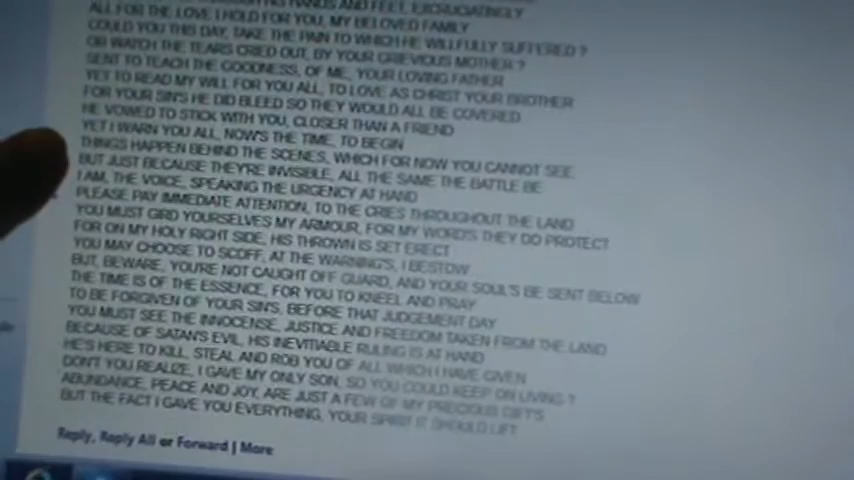 HANDS AND FEET, EXCRUCIATINGLY
ALL FOR THE LOVE I HOLD FOR YOU, MY BELOVED FAMILY
COULD YOU THIS DAY, TAKE THE PAIN TO WHICH HE WILLFULLY SUFFERED ?
OR WATCH THE TEARS CRIED OUT, BY YOUR GRIEVIOUS MOTHER ?
SENT TO TEACH THE GOODNESS, OF ME, YOUR LOVING FATHER
YET TO READ MY WILL FOR YOU ALL, TO LOVE AS CHRIST YOUR BROTHER
FOR YOUR SIN'S HE DID BLEED SO THEY WOULD ALL BE COVERED
HE VOWED TO STICK WITH YOU, CLOSER THAN A FRIEND
YET I WARN YOU ALL, NOW'S THE TIME, TO BEGIN
THINGS HAPPEN BEHIND THE SCENES, WHICH FOR NOW YOU CANNOT SEE
BUT JUST BECAUSE THEY'RE INVISIBLE, ALL THE SAME THE BATTLE BE
I AM, THE VOICE, SPEAKING THE URGENCY AT HAND
PLEASE PAY IMMEDIATE ATTENTION, TO THE CRIES THROUGHOUT THE LAND
YOU MUST GIRD YOURSELVES MY ARMOUR, FOR MY WORDS THEY DO PROTECT
FOR ON MY HOLY RIGHT SIDE, HIS THROWN IS SET ERECT
YOU MAY CHOOSE TO SCOFF, AT THE WARNING'S, I BESTOW
BUT, BEWARE, YOU'RE NOT CAUGHT OFF GUARD, AND YOUR SOUL'S BE SENT BELOW
THE TIME IS OF THE ESSENCE, FOR YOU TO KNEEL AND PRAY
TO BE FORGIVEN OF YOUR SIN'S, BEFORE THAT JUDGEMENT DAY
YOU MUST SEE THE INNOCENSE, JUSTICE AND FREEDOM TAKEN FROM THE LAND
BECAUSE OF SATAN'S EVIL, HIS INEVITIABLE RULING IS AT HAND
HE'S HERE TO KILL, STEAL AND ROB YOU OF ALL WHICH I HAVE GIVEN
DON'T YOU REALIZE, I GAVE MY ONLY SON, SO YOU COULD KEEP ON LIVING ?
ABUNDANCE, PEACE AND JOY, ARE JUST A FEW OF MY PRECIOUS GIFT'S
BUT THE FACT I GAVE YOU EVERYTHING, YOUR SPIRIT IT SHOULD LIFT
Reply, Reply All or Forward | More